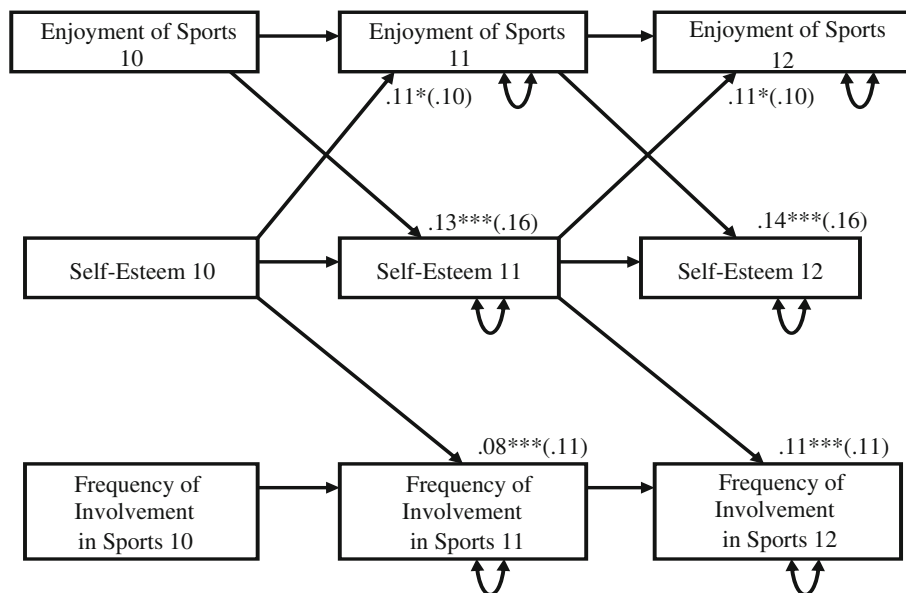 Enjoyment of Sports
10
Enjoyment of Sports
11
Enjoyment of Sports
12
.11*(.10)
.11*(.10)
.13***(.16)
.14***(.16)
Self-Esteem 10
Self-Esteem 11
Self-Esteem 12
.08***(.11)
.11***(.11)
Frequency of
Involvement
in Sports 10
Frequency of
Involvement
in Sports 11
Frequency of
Involvement
in Sports 12